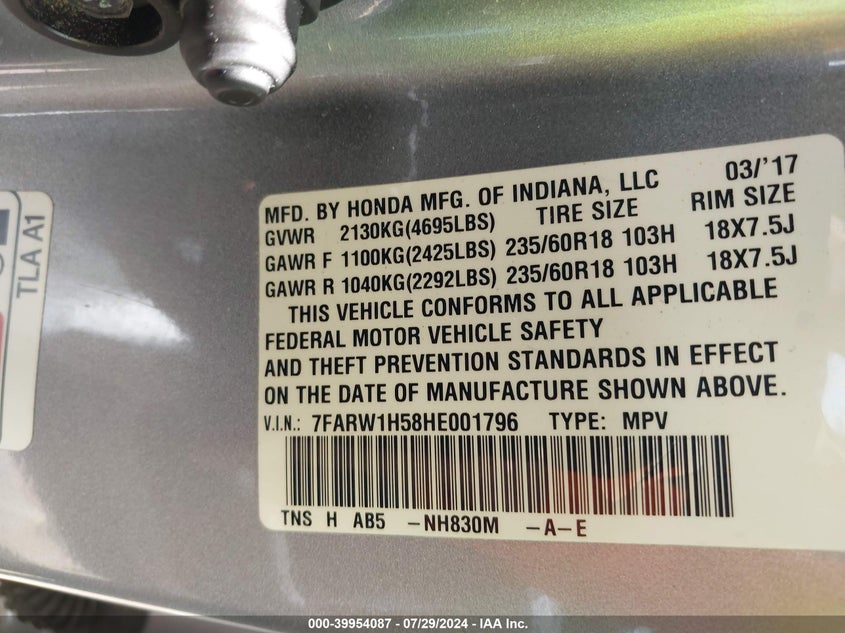 TLA A1
03/'17
MFD. BY HONDA MFG. OF INDIANA, LLC
GVWR 2130KG(4695LBS) TIRE SIZE RIM SIZE
GAWR F 1100KG(2425LBS) 235/60R18 103H 18X7.5J
GAWR R 1040KG(2292LBS) 235/60R18 103H 18X7.5J
THIS VEHICLE CONFORMS TO ALL APPLICABLE
FEDERAL MOTOR VEHICLE SAFETY
AND THEFT PREVENTION STANDARDS IN EFFECT
ON THE DATE OF MANUFACTURE SHOWN ABOVE.
V.I.N.: 7FARW1H58HE001796 TYPE: MPV
TNS H AB5 -NH830M -A-E
000-39954087 - 07/29/2024 - IAA Inc.